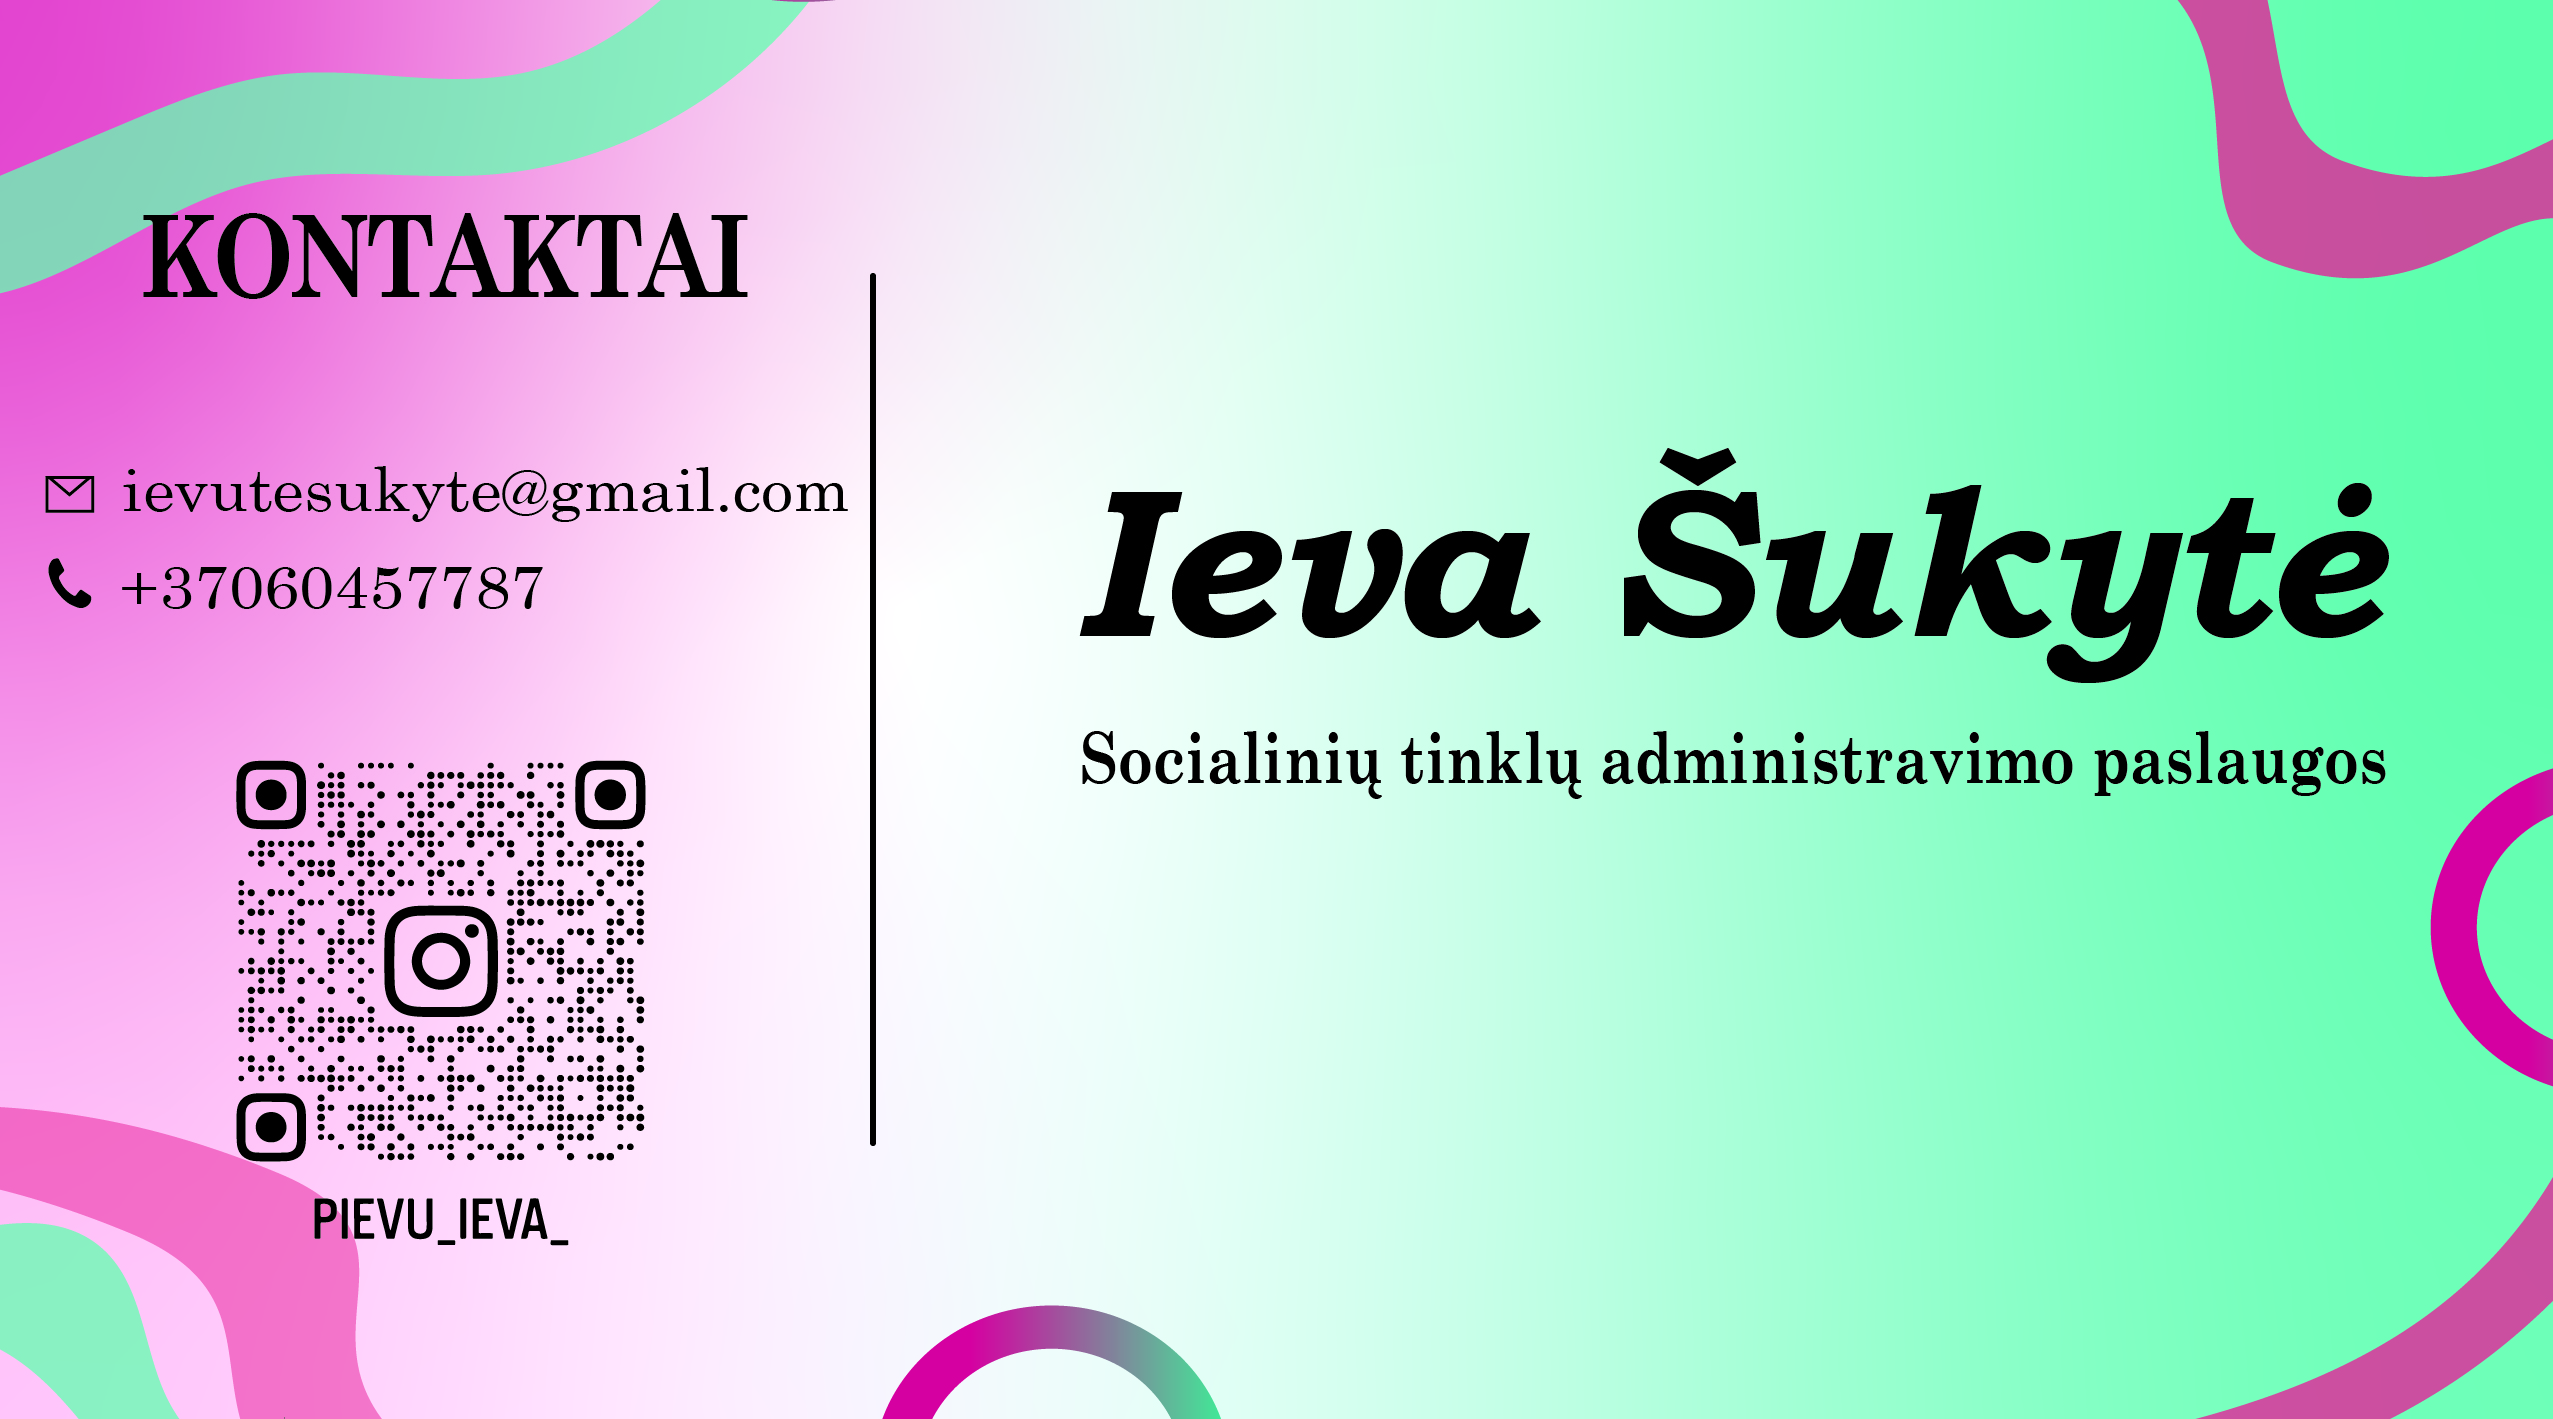 KONTAKTAI
ievutesukyte@gmail.com
+37060457787
PIEVU_IEVA_
Ieva Šukytė
Socialinių tinklų administravimo paslaugos